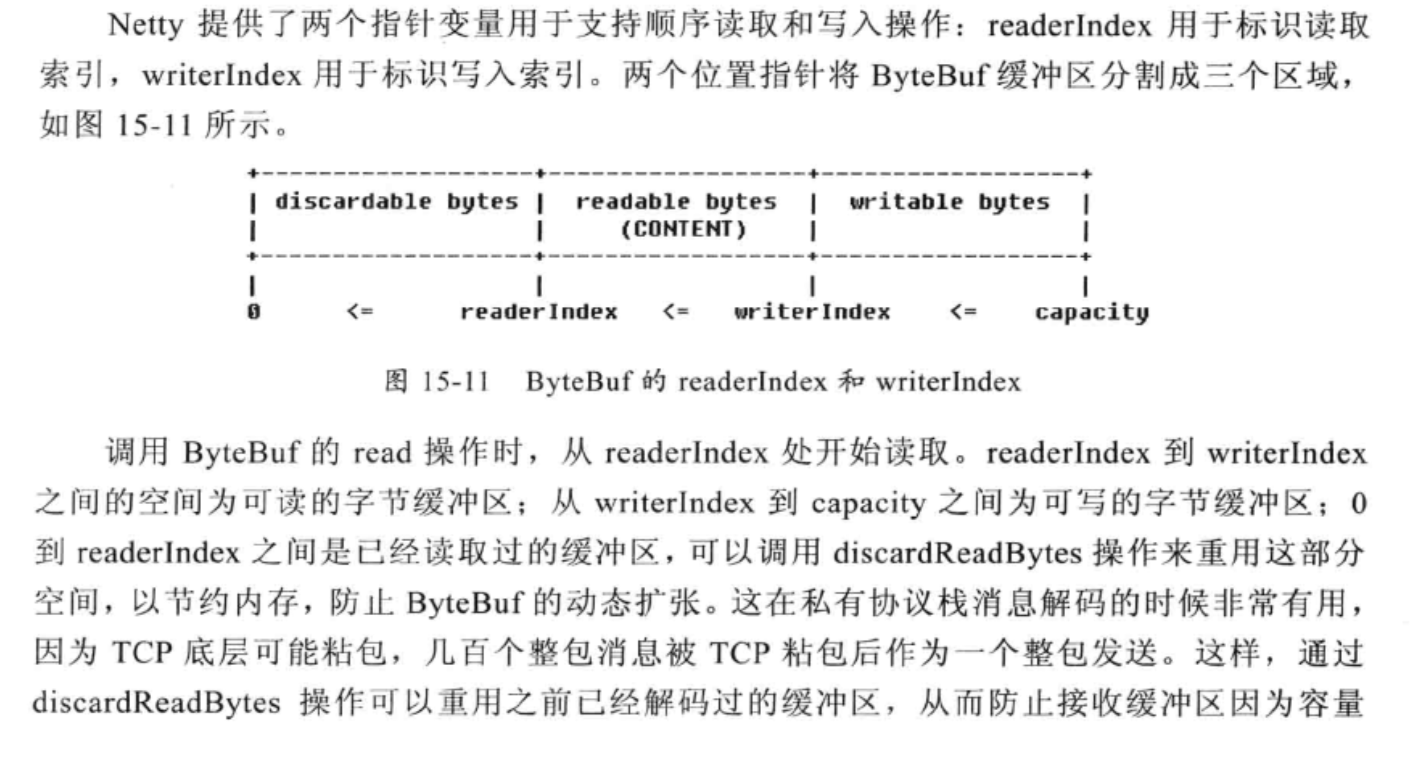 Netty 提供了两个指针变量用于支持顺序读取和写入操作：readerIndex 用于标识读取
索引，writerIndex 用于标识写入索引。两个位置指针将 ByteBuf 缓冲区分割成三个区域，
如图 15-11 所示。
+-------------------+-------------------+-------------------+
| discardable bytes | readable bytes | writable bytes |
| | (CONTENT) | |
+-------------------+-------------------+-------------------+
| | | |
0 <= readerIndex <= writerIndex <= capacity
图 15-11 ByteBuf 的 readerIndex 和 writerIndex
调用 ByteBuf 的 read 操作时，从 readerIndex 处开始读取。readerIndex 到 writerIndex
之间的空间为可读的字节缓冲区；从 writerIndex 到 capacity 之间为可写的字节缓冲区；0
到 readerIndex 之间是已经读取过的缓冲区，可以调用 discardReadBytes 操作来重用这部分
空间，以节约内存，防止 ByteBuf 的动态扩张。这在私有协议栈消息解码的时候非常有用，
因为 TCP 底层可能粘包，几百个整包消息被 TCP 粘包后作为一个整包发送。这样，通过
discardReadBytes 操作可以重用之前已经解码过的缓冲区，从而防止接收缓冲区因为容量